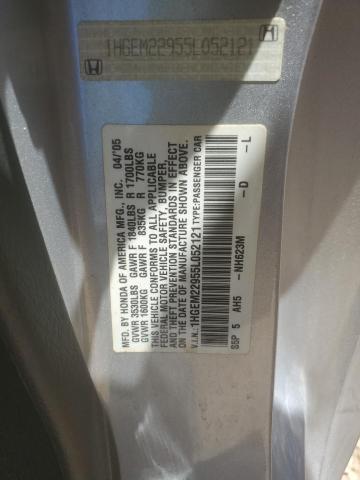 1HGEM22955L052121
MFD. BY HONDA OF AMERICA MFG., INC. 04/'05
GVWR 3530LBS GAWR F 1840LBS R 1700LBS
GVWR 1600KG GAWR F 835KG R 770KG
THIS VEHICLE CONFORMS TO ALL APPLICABLE
FEDERAL MOTOR VEHICLE SAFETY, BUMPER,
AND THEFT PREVENTION STANDARDS IN EFFECT
ON THE DATE OF MANUFACTURE SHOWN ABOVE.
V.I.N.: 1HGEM22955L052121 TYPE:PASSENGER CAR
SSP 5 AH5 -NH623M -D -L